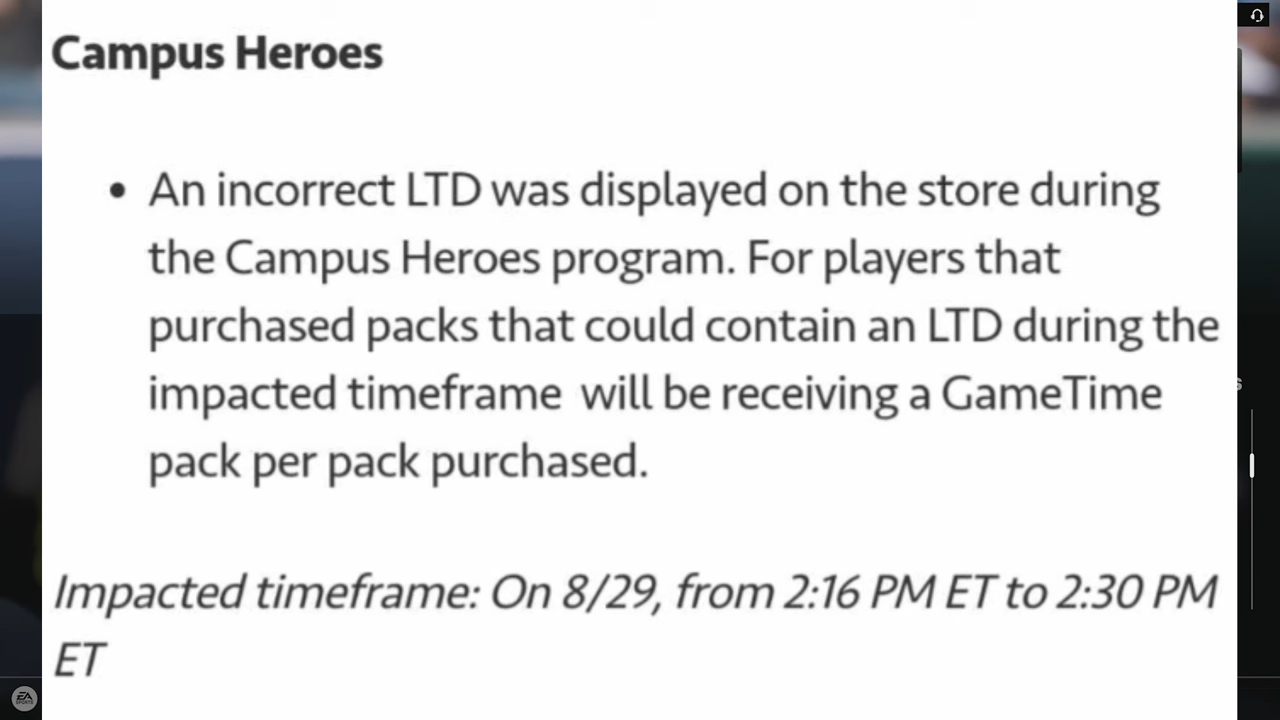 Campus Heroes
• An incorrect LTD was displayed on the store during
the Campus Heroes program. For players that
purchased packs that could contain an LTD during the
impacted timeframe  will be receiving a GameTime
pack per pack purchased.
Impacted timeframe: On 8/29, from 2:16 PM ET to 2:30 PM
ET
EA
SPORTS